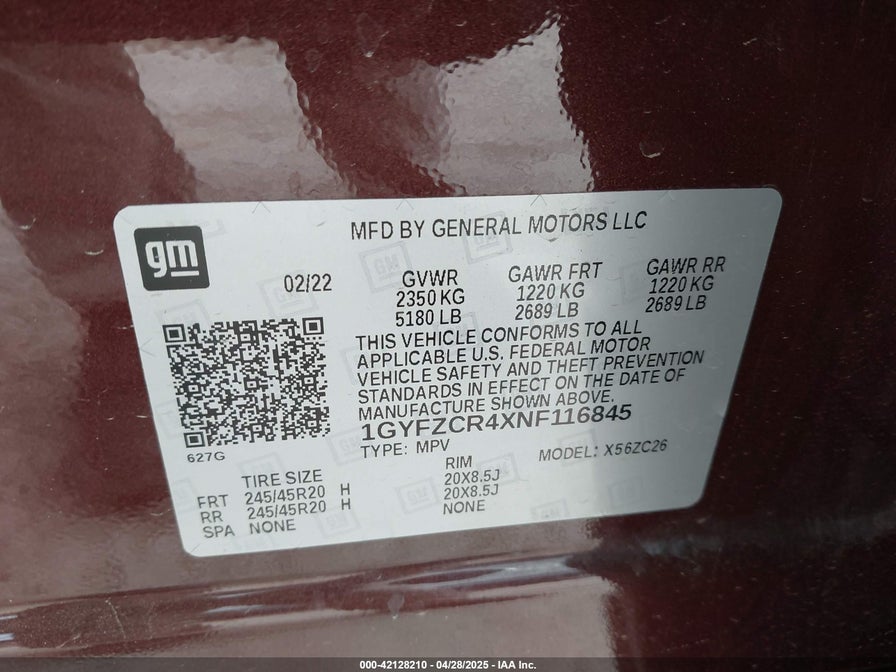 gm
MFD BY GENERAL MOTORS LLC
02/22
GVWR
2350 KG
5180 LB
GAWR FRT
1220 KG
2689 LB
GAWR RR
1220 KG
2689 LB
THIS VEHICLE CONFORMS TO ALL
APPLICABLE U.S. FEDERAL MOTOR
VEHICLE SAFETY AND THEFT PREVENTION
STANDARDS IN EFFECT ON THE DATE OF
MANUFACTURE SHOWN ABOVE.
1GYFZCR4XNF116845
627G
TYPE: MPV
MODEL: X56ZC26
TIRE SIZE
RIM
FRT 245/45R20 H 20X8.5J
RR 245/45R20 H 20X8.5J
SPA NONE NONE
000-42128210 - 04/28/2025 - IAA Inc.